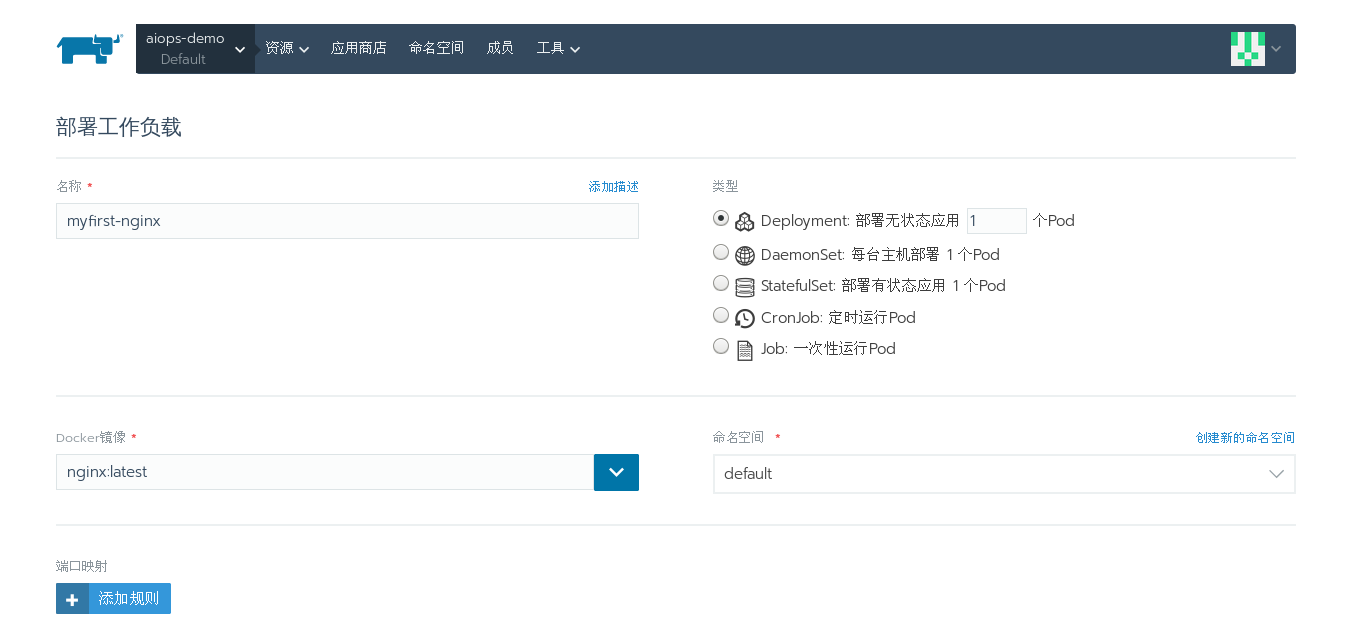 aiops-demo
Default
资源
应用商店
命名空间
成员
工具
部署工作负载
名称 *
添加描述
myfirst-nginx
类型
Deployment: 部署无状态应用 1 个Pod
DaemonSet: 每台主机部署 1 个Pod
StatefulSet: 部署有状态应用 1 个Pod
CronJob: 定时运行Pod
Job: 一次性运行Pod
Docker镜像 *
nginx:latest
命名空间 *
创建新的命名空间
default
端口映射
添加规则